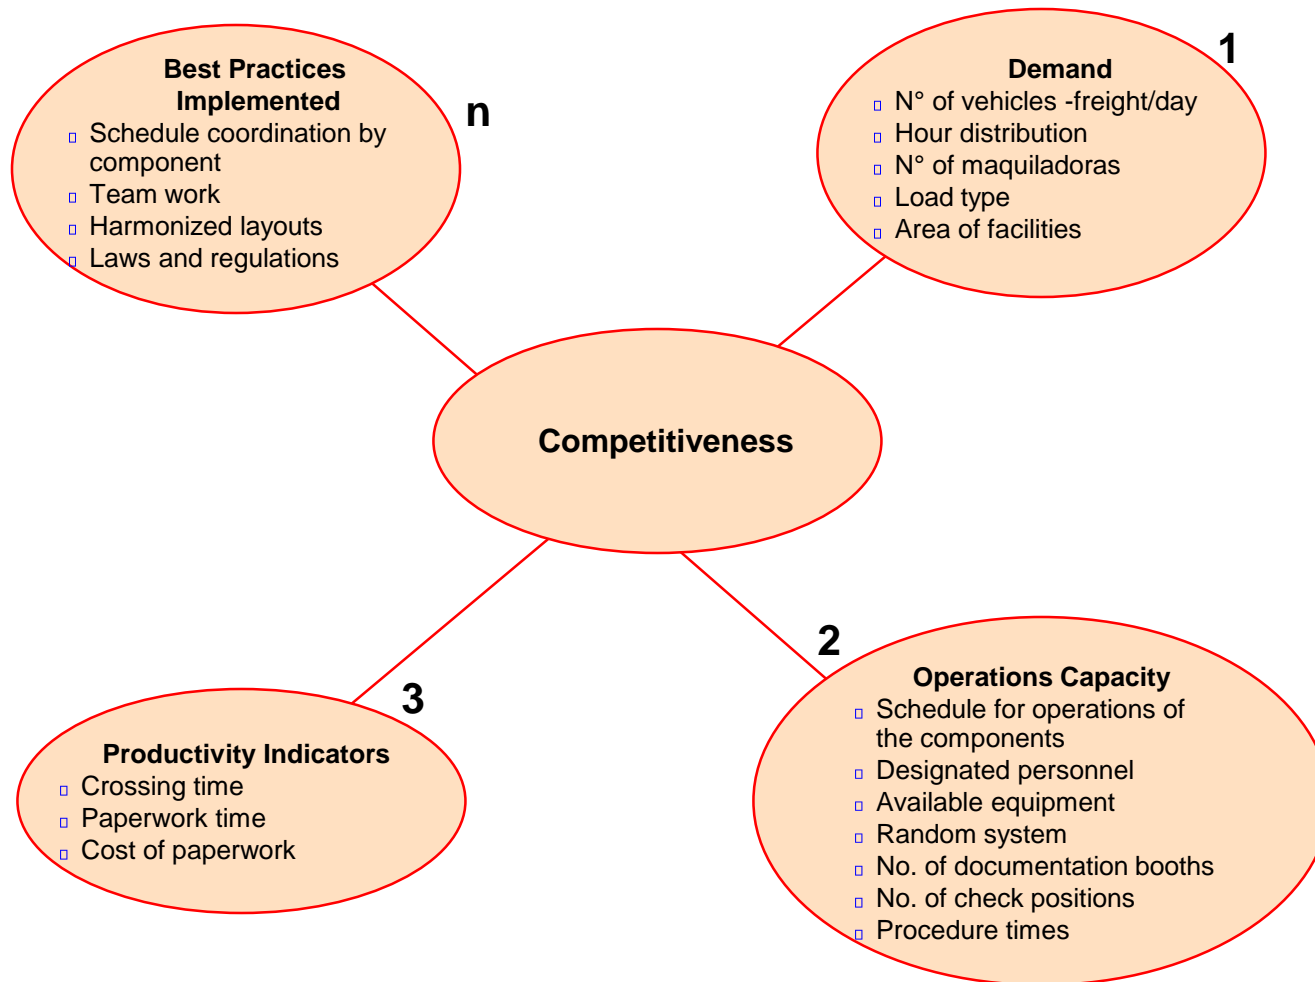 Best Practices
Implemented
Schedule coordination by
component
Team work
Harmonized layouts
Laws and regulations
n
Demand
N° of vehicles -freight/day
Hour distribution
N° of maquiladoras
Load type
Area of facilities
1
Competitiveness
Productivity Indicators
Crossing time
Paperwork time
Cost of paperwork
3
2
Operations Capacity
Schedule for operations of
the components
Designated personnel
Available equipment
Random system
No. of documentation booths
No. of check positions
Procedure times